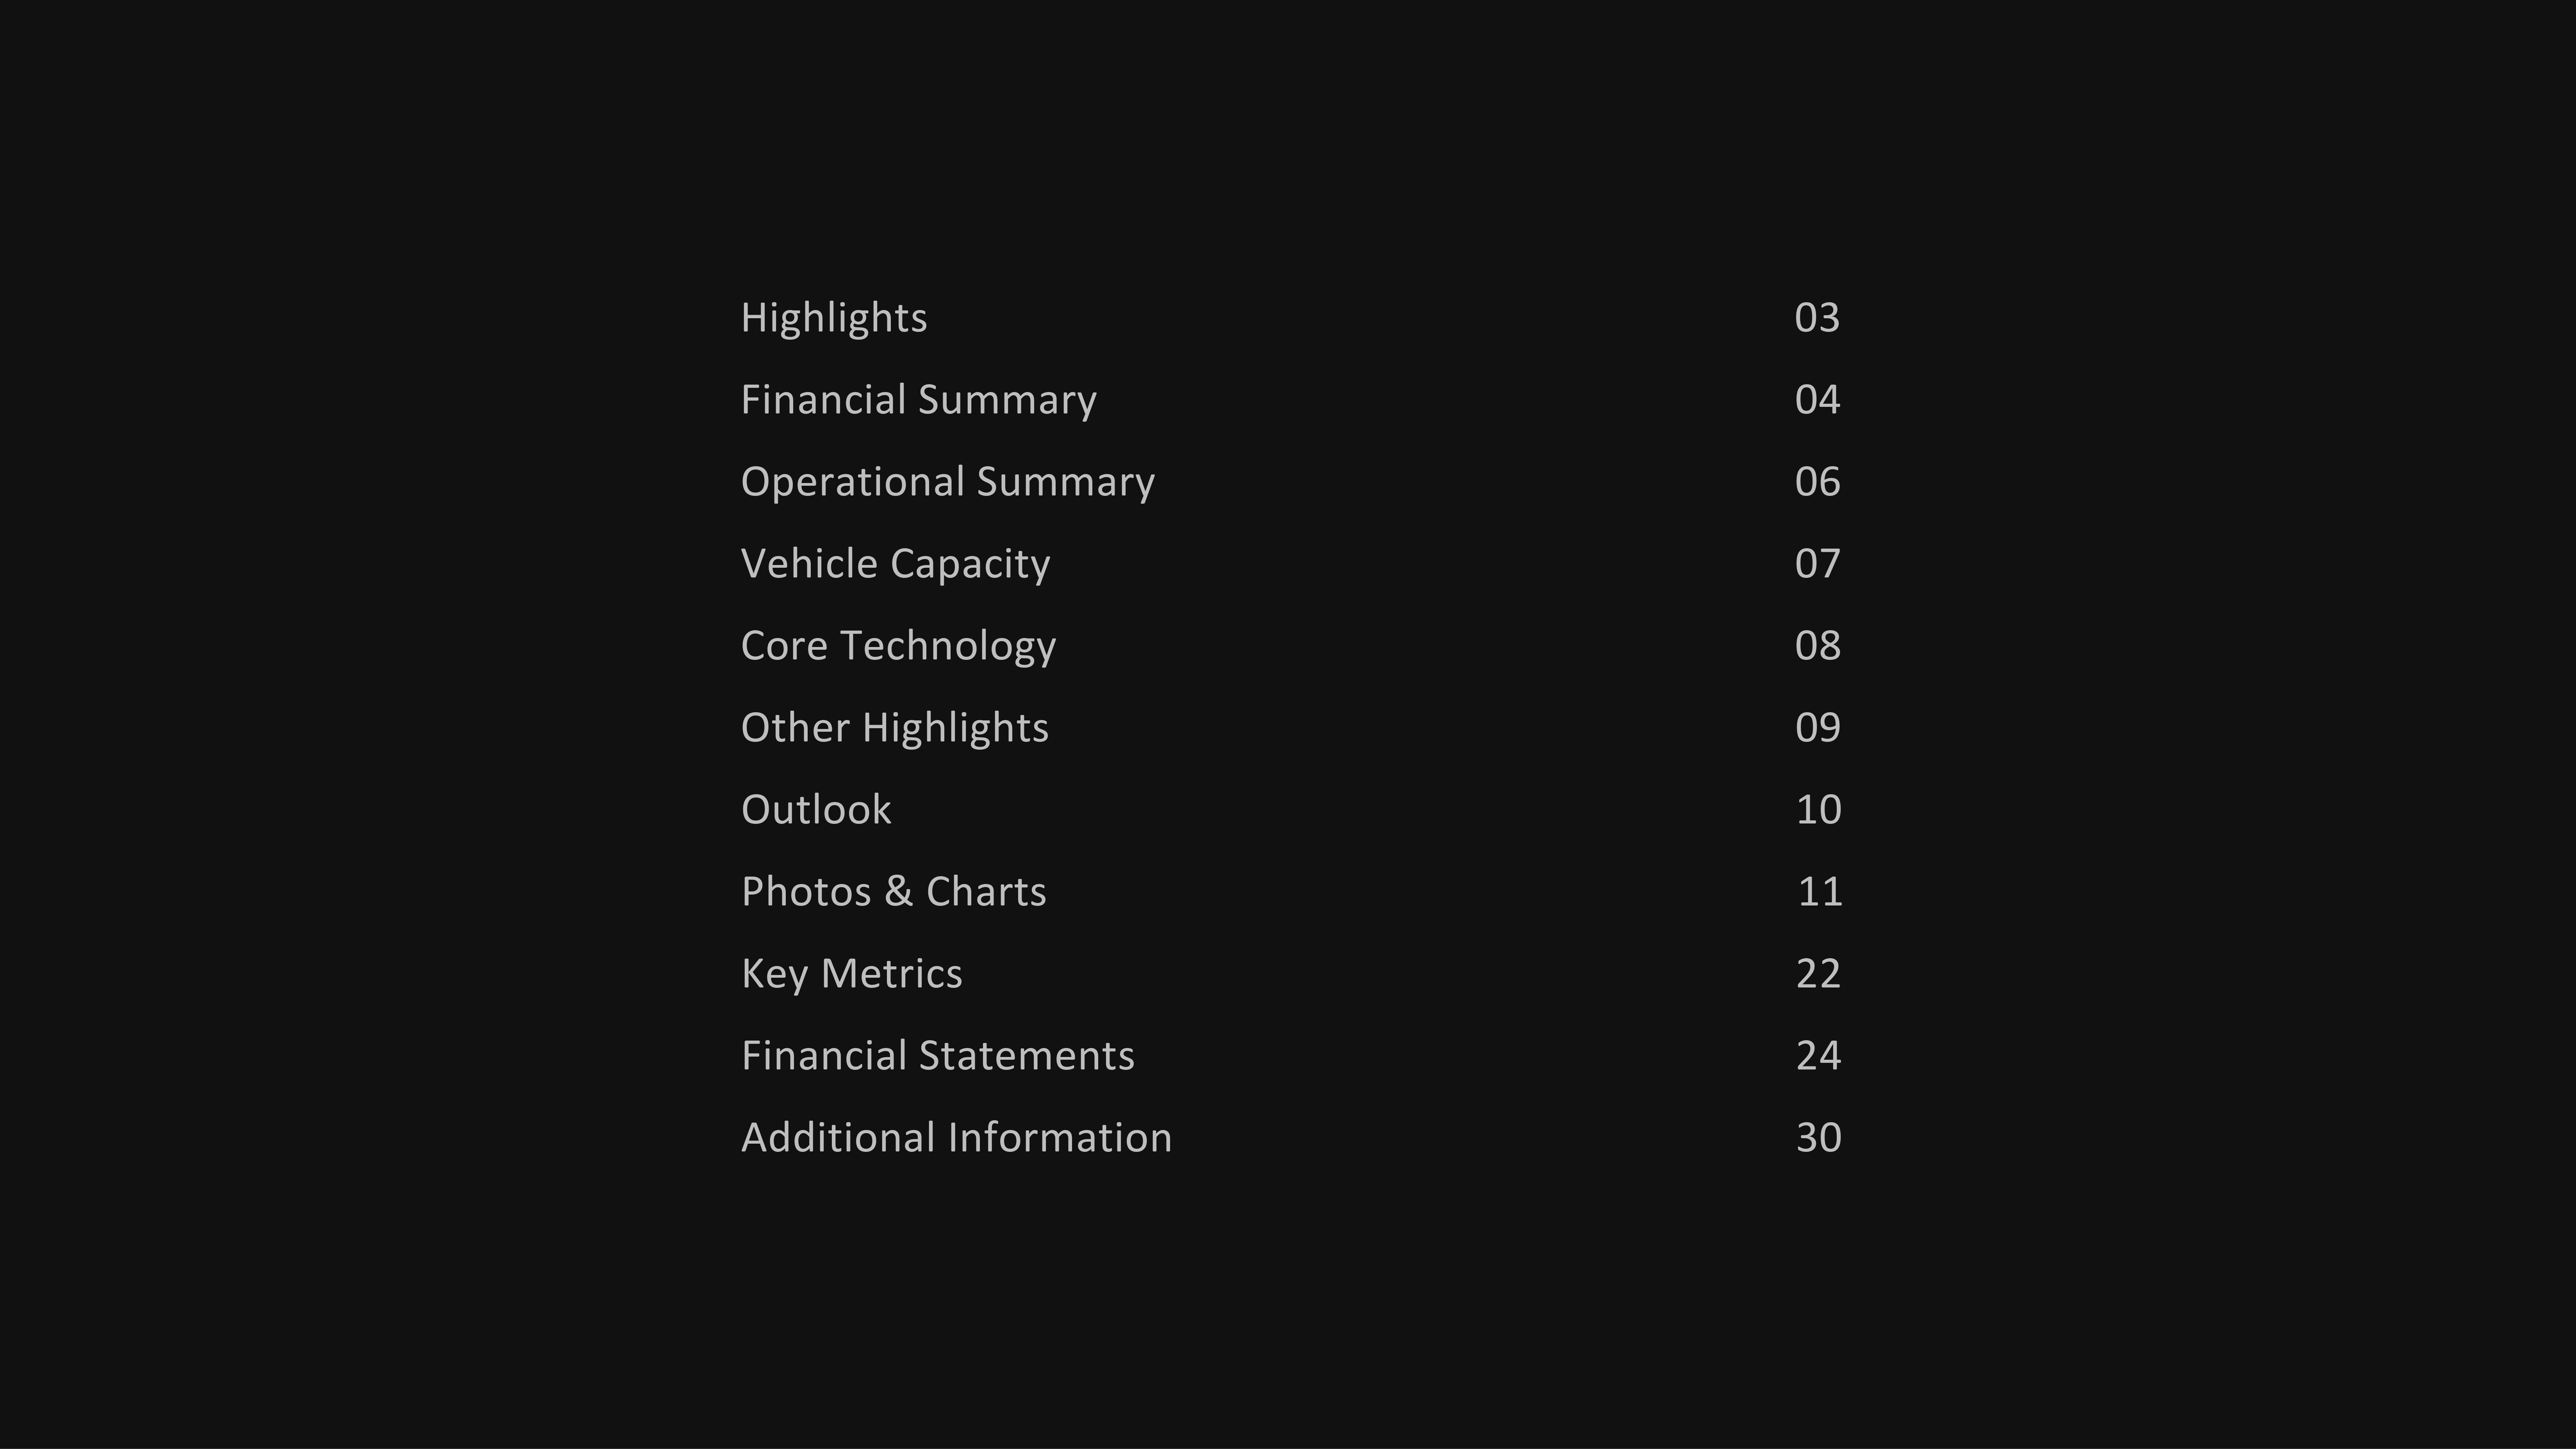 Highlights 03
Financial Summary 04
Operational Summary 06
Vehicle Capacity 07
Core Technology 08
Other Highlights 09
Outlook 10
Photos & Charts 11
Key Metrics 22
Financial Statements 24
Additional Information 30